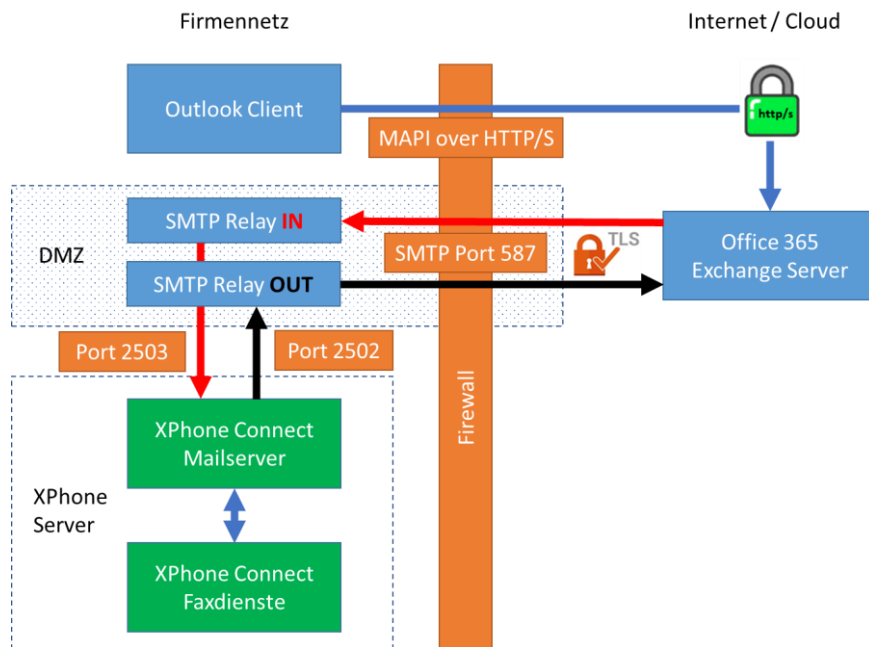 Firmennetz
Internet / Cloud
Outlook Client
http/s
MAPI over HTTP/S
SMTP Relay IN
DMZ
SMTP Port 587
TLS
Office 365
Exchange Server
SMTP Relay OUT
Port 2503
Port 2502
Firewall
XPhone Connect
Mailserver
XPhone
Server
XPhone Connect
Faxdienste